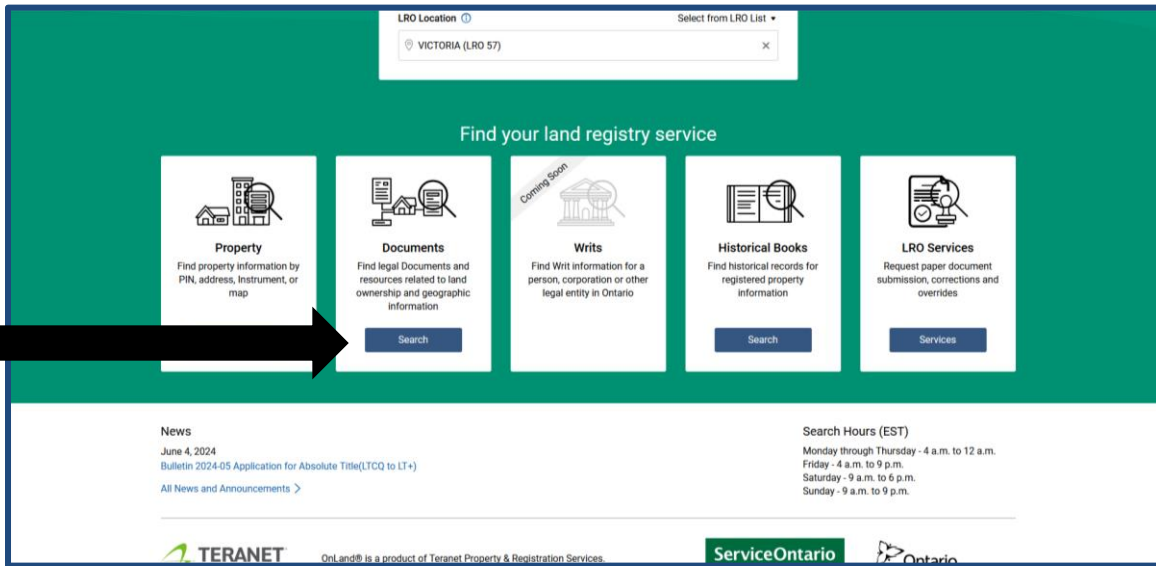 LRO Location
Select from LRO List
VICTORIA (LRO 57)
Find your land registry service
Property
Find property information by
PIN, address, Instrument, or
map
Documents
Find legal Documents and
resources related to land
ownership and geographic
information
Search
Coming Soon
Writs
Find Writ information for a
person, corporation or other
legal entity in Ontario
Historical Books
Find historical records for
registered property
information
Search
LRO Services
Request paper document
submission, corrections and
overrides
Services
News
June 4, 2024
Bulletin 2024-05 Application for Absolute Title(LTCQ to LT+)
All News and Announcements >
Search Hours (EST)
Monday through Thursday - 4 a.m. to 12 a.m.
Friday - 4 a.m. to 9 p.m.
Saturday - 9 a.m. to 6 p.m.
Sunday - 9 a.m. to 9 p.m.
TERANET
OnLand® is a product of Teranet Property & Registration Services.
ServiceOntario
Ontario